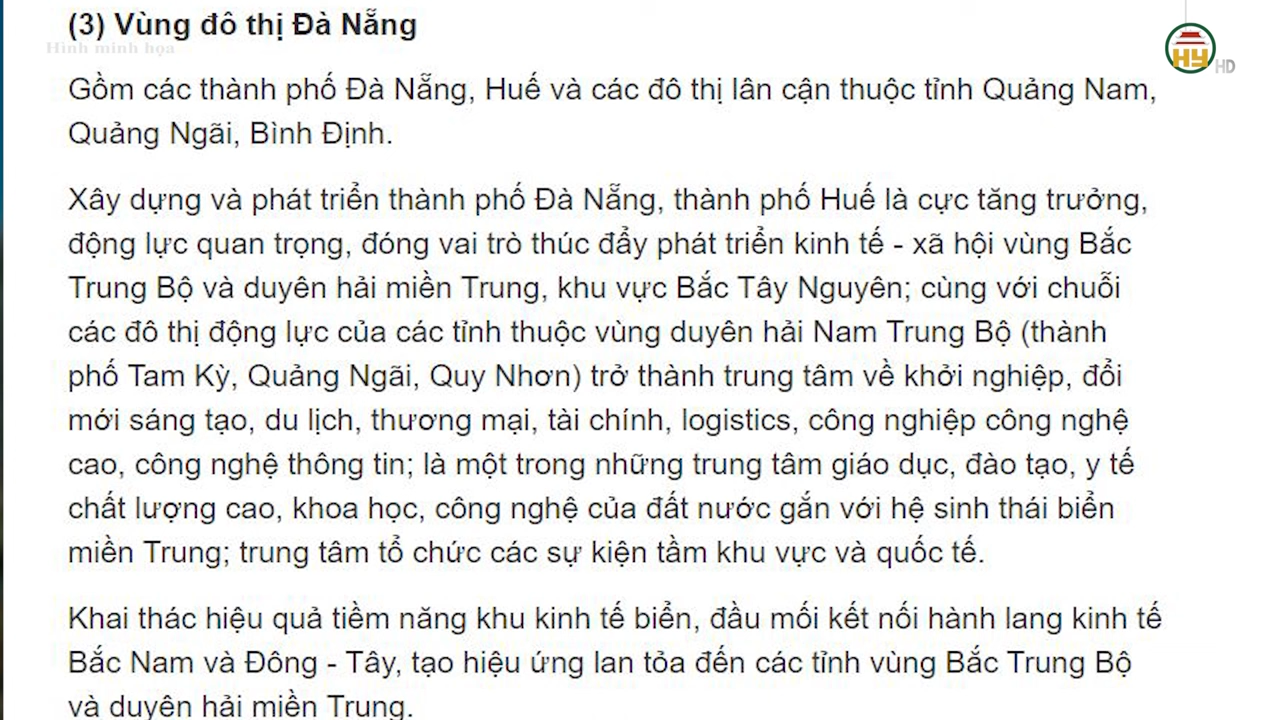 (3) Vùng đô thị Đà Nẵng
Hình minh họa
HY HD
Gồm các thành phố Đà Nẵng, Huế và các đô thị lân cận thuộc tỉnh Quảng Nam,
Quảng Ngãi, Bình Định.
Xây dựng và phát triển thành phố Đà Nẵng, thành phố Huế là cực tăng trưởng,
động lực quan trọng, đóng vai trò thúc đẩy phát triển kinh tế - xã hội vùng Bắc
Trung Bộ và duyên hải miền Trung, khu vực Bắc Tây Nguyên; cùng với chuỗi
các đô thị động lực của các tỉnh thuộc vùng duyên hải Nam Trung Bộ (thành
phố Tam Kỳ, Quảng Ngãi, Quy Nhơn) trở thành trung tâm về khởi nghiệp, đổi
mới sáng tạo, du lịch, thương mại, tài chính, logistics, công nghiệp công nghệ
cao, công nghệ thông tin; là một trong những trung tâm giáo dục, đào tạo, y tế
chất lượng cao, khoa học, công nghệ của đất nước gắn với hệ sinh thái biển
miền Trung; trung tâm tổ chức các sự kiện tầm khu vực và quốc tế.
Khai thác hiệu quả tiềm năng khu kinh tế biển, đầu mối kết nối hành lang kinh tế
Bắc Nam và Đông - Tây, tạo hiệu ứng lan tỏa đến các tỉnh vùng Bắc Trung Bộ
và duyên hải miền Trung.